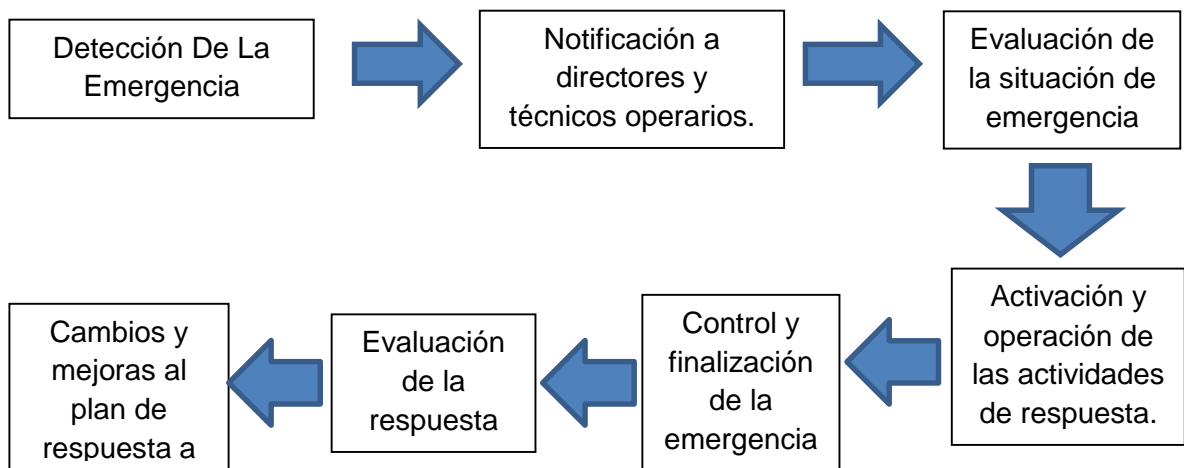 Detección De La
Emergencia
Notificación a
directores y
técnicos operarios.
Evaluación de
la situación de
emergencia
Activación y
operación de
las actividades
de respuesta.
Control y
finalización
de la
emergencia
Evaluación
de la
respuesta
Cambios y
mejoras al
plan de
respuesta a